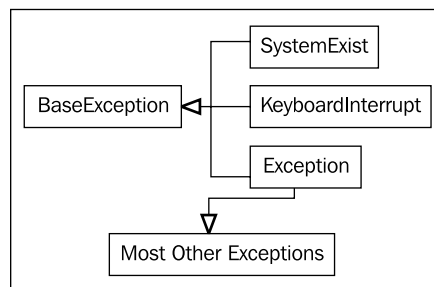 SystemExist
BaseException
KeyboardInterrupt
Exception
Most Other Exceptions